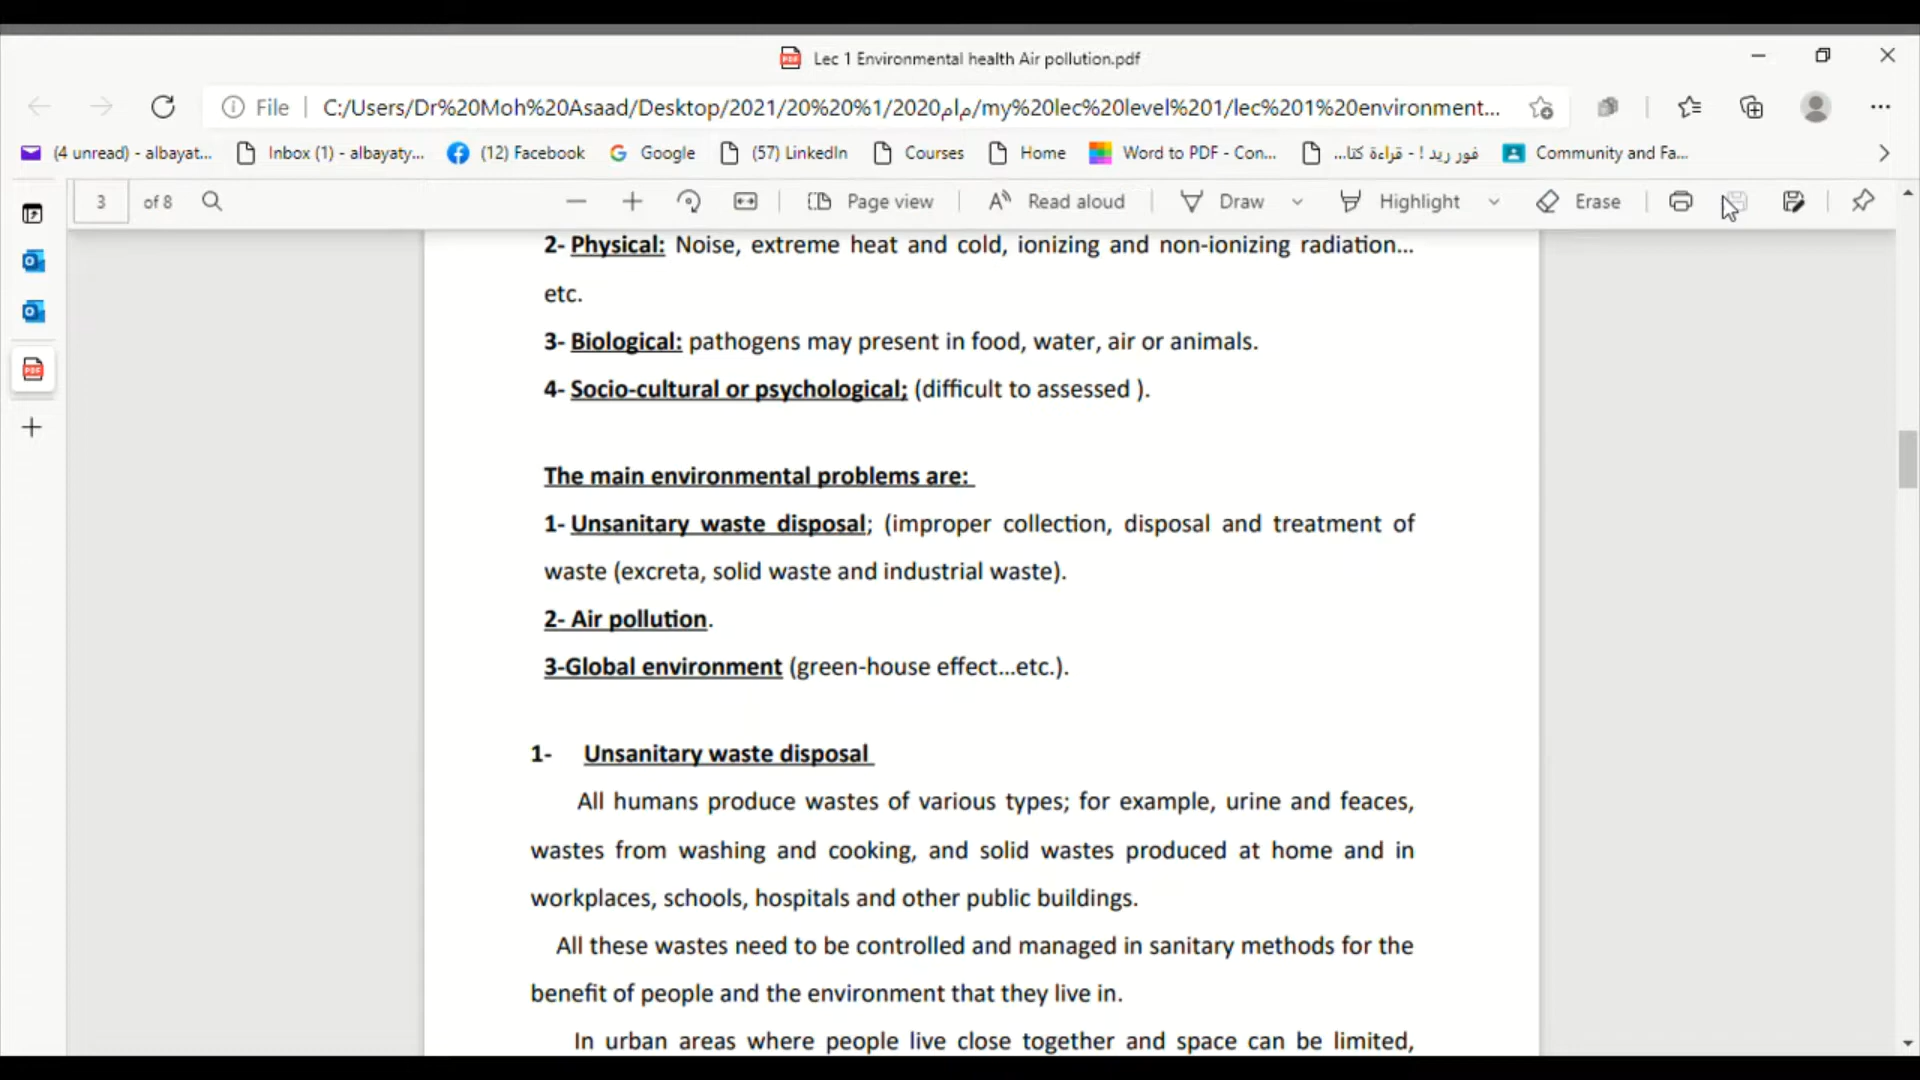 Lec 1 Environmental health Air pollution.pdf
File | C:/Users/Dr%20Moh%20Asaad/Desktop/2021/20%20%1/2020مام/my%20lec%20level%201/lec%201%20environment...
(4 unread) - albayat... Inbox (1) - albayaty... (12) Facebook Google (57) LinkedIn Courses Home Word to PDF - Con... فور ريد ! - قراءة كتا... Community and Fa...
3 of 8 Page view Read aloud Draw Highlight Erase
2- Physical: Noise, extreme heat and cold, ionizing and non-ionizing radiation...
etc.
3- Biological: pathogens may present in food, water, air or animals.
4- Socio-cultural or psychological; (difficult to assessed ).
The main environmental problems are:
1- Unsanitary waste disposal; (improper collection, disposal and treatment of
waste (excreta, solid waste and industrial waste).
2- Air pollution.
3-Global environment (green-house effect...etc.).
1- Unsanitary waste disposal
All humans produce wastes of various types; for example, urine and feaces,
wastes from washing and cooking, and solid wastes produced at home and in
workplaces, schools, hospitals and other public buildings.
All these wastes need to be controlled and managed in sanitary methods for the
benefit of people and the environment that they live in.
In urban areas where people live close together and space can be limited,